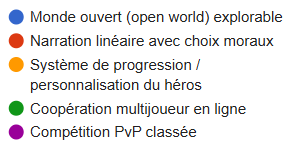 Monde ouvert (open world) explorable
Narration linéaire avec choix moraux
Système de progression /
personnalisation du héros
Coopération multijoueur en ligne
Compétition PvP classée